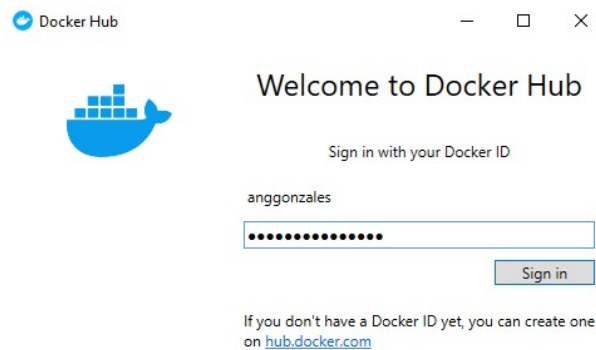 Docker Hub
Welcome to Docker Hub
Sign in with your Docker ID
anggonzales
●●●●●●●●●●●●●●●
Sign in
If you don't have a Docker ID yet, you can create one
on hub.docker.com